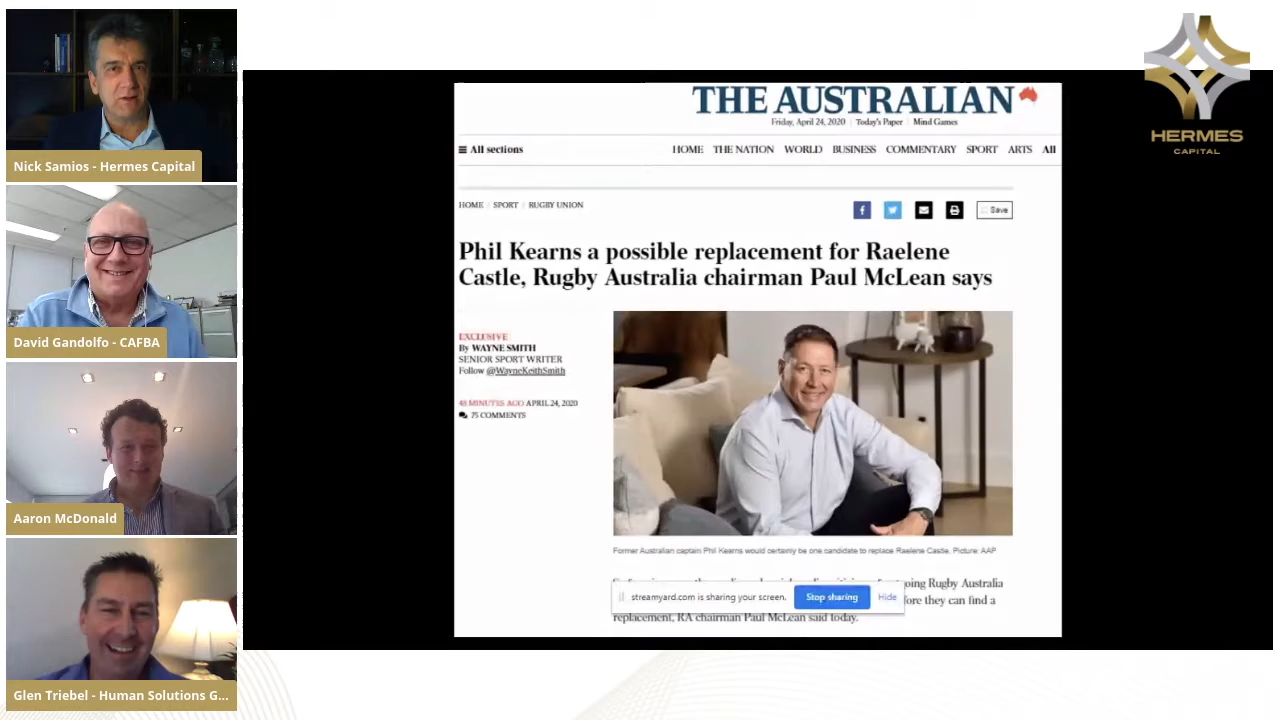 Nick Samios - Hermes Capital
David Gandolfo - CAFBA
Aaron McDonald
Glen Triebel - Human Solutions G...
THE AUSTRALIAN
Friday, April 24, 2020 | Today's Paper | Mind Games
All sections
HOME THE NATION WORLD BUSINESS COMMENTARY SPORT ARTS All
HOME / SPORT / RUGBY UNION
Save
Phil Kearns a possible replacement for Raelene
Castle, Rugby Australia chairman Paul McLean says
EXCLUSIVE
By WAYNE SMITH
SENIOR SPORT WRITER
Follow @WayneKeithSmith
48 MINUTES AGO APRIL 24, 2020
75 COMMENTS
Former Australian captain Phil Kearns would certainly be one candidate to replace Raelene Castle. Picture: AAP
going Rugby Australia
streamyard.com is sharing your screen. Stop sharing Hide
they can find a
replacement, RA chairman Paul McLean said today.
HERMES
CAPITAL